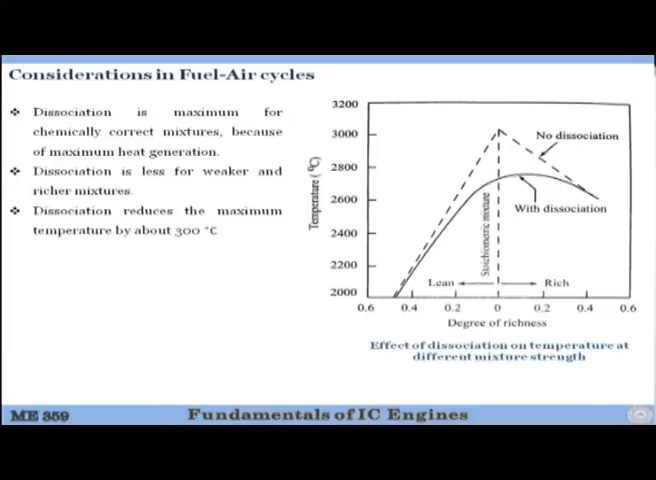 Considerations in Fuel-Air cycles
Dissociation is maximum for
chemically correct mixtures, because
of maximum heat generation.
Dissociation is less for weaker and
richer mixtures.
Dissociation reduces the maximum
temperature by about 300 °C
3200
3000
2800
2600
2400
2200
2000
Temperature (°C)
No dissociation
With dissociation
Stoichiometric mixture
Lean
Rich
0.6 0.4 0.2 0 0.2 0.4 0.6
Degree of richness
Effect of dissociation on temperature at
different mixture strength
ME 359
Fundamentals of IC Engines